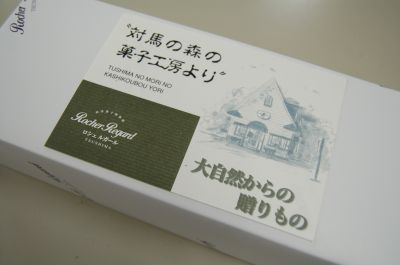 Rocher
"対馬の森の
菓子工房より"
TUSHIMA NO MORI NO
KASHIKOUBOU YORI
Rocher Regard
ロシェ ルガール
TSUSHIMA
大自然からの
贈りもの